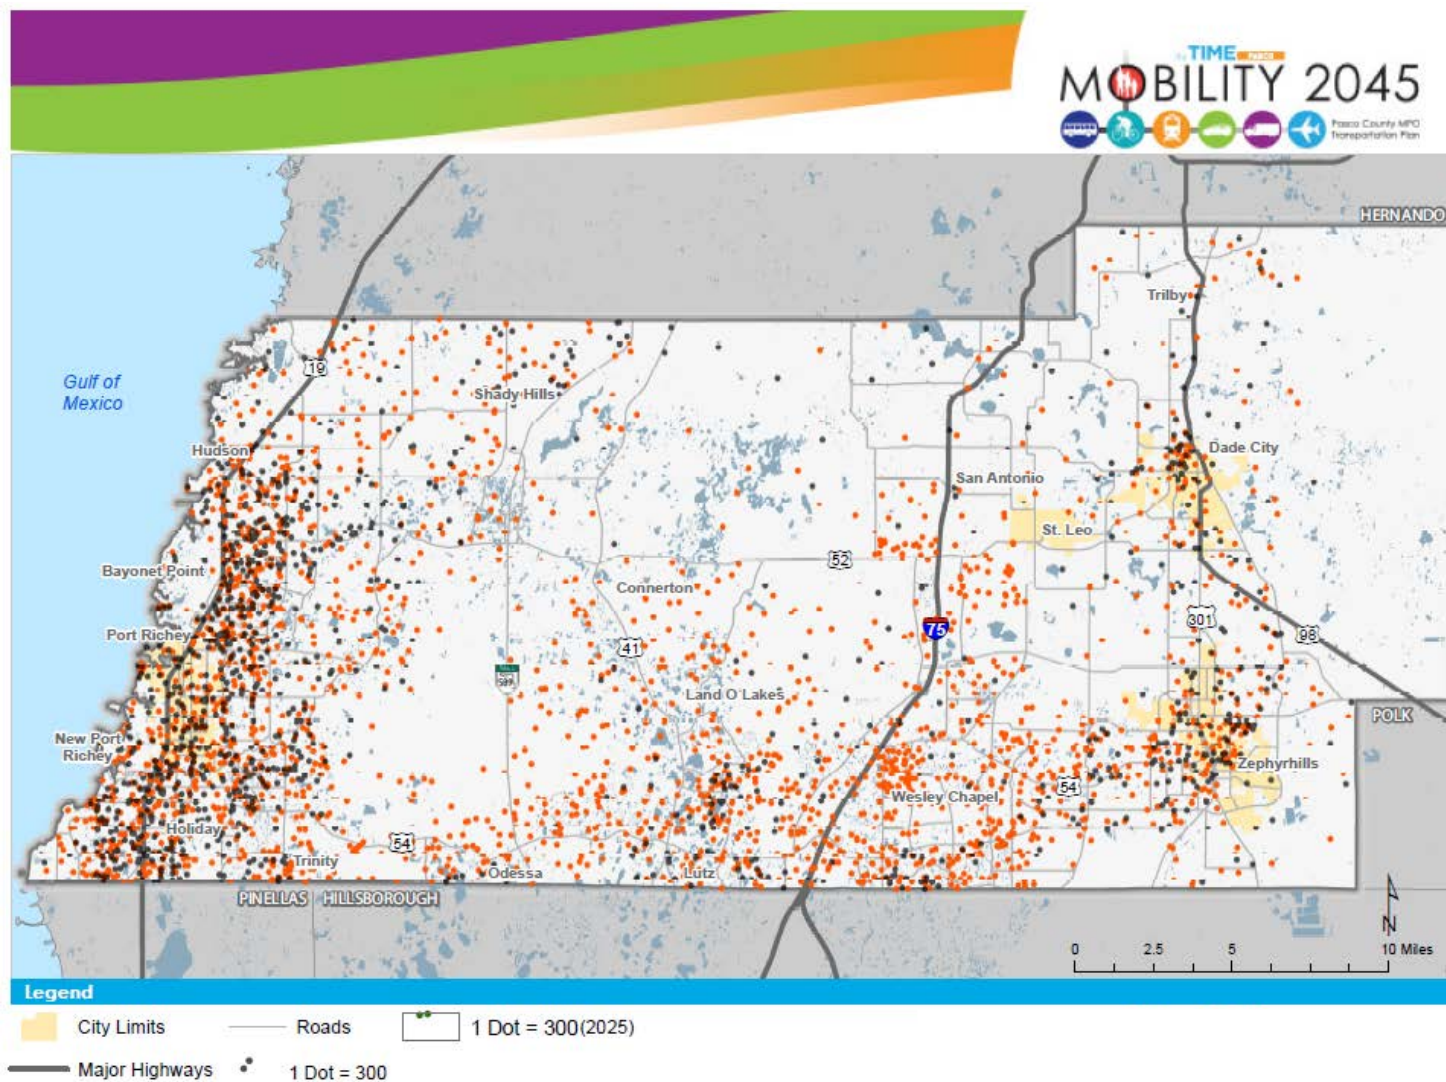 the TIME PASCO
MOBILITY 2045
Pasco County MPO
Transportation Plan
HERNANDO
Trilby
19
Gulf of
Mexico
Shady Hills
Hudson
Dade City
San Antonio
St. Leo
52
Bayonet Point
Connerton
301
75
98
Port Richey
41
Land O Lakes
POLK
New Port
Richey
Zephyrhills
54
Wesley Chapel
Holiday
54
Trinity
Odessa
Lutz
PINELLAS HILLSBOROUGH
N
0 2.5 5 10 Miles
Legend
City Limits Roads 1 Dot = 300(2025)
Major Highways 1 Dot = 300